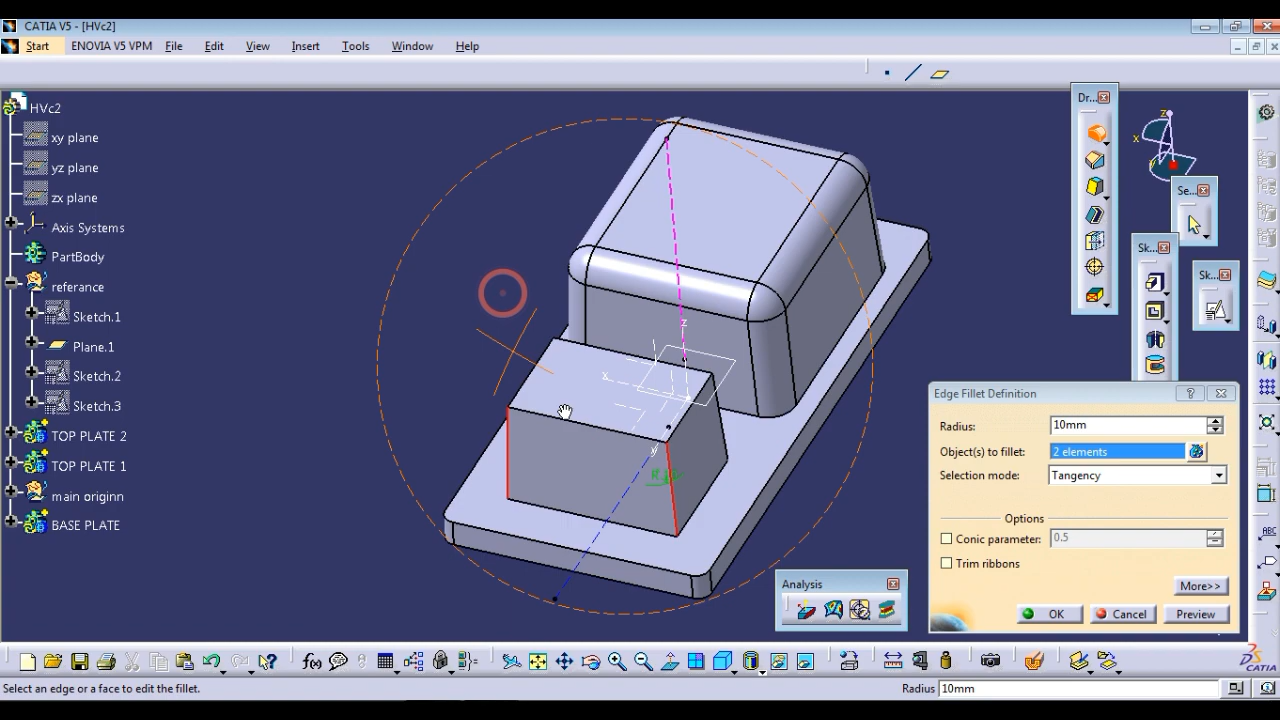 CATIA V5 - [HVc2]
Start ENOVIA V5 VPM File Edit View Insert Tools Window Help
HVc2
xy plane
yz plane
zx plane
Axis Systems
PartBody
referance
Sketch.1
Plane.1
Sketch.2
Sketch.3
TOP PLATE 2
TOP PLATE 1
main originn
BASE PLATE
z
x
y
Dr...
z
x
Se...
Sk...
Sk...
Edge Fillet Definition
Radius: 10mm
Object(s) to fillet: 2 elements
Selection mode: Tangency
Options
Conic parameter: 0.5
Trim ribbons
More>>
OK Cancel Preview
Analysis
f(x)
ABC
CATIA
Select an edge or a face to edit the fillet. Radius 10mm